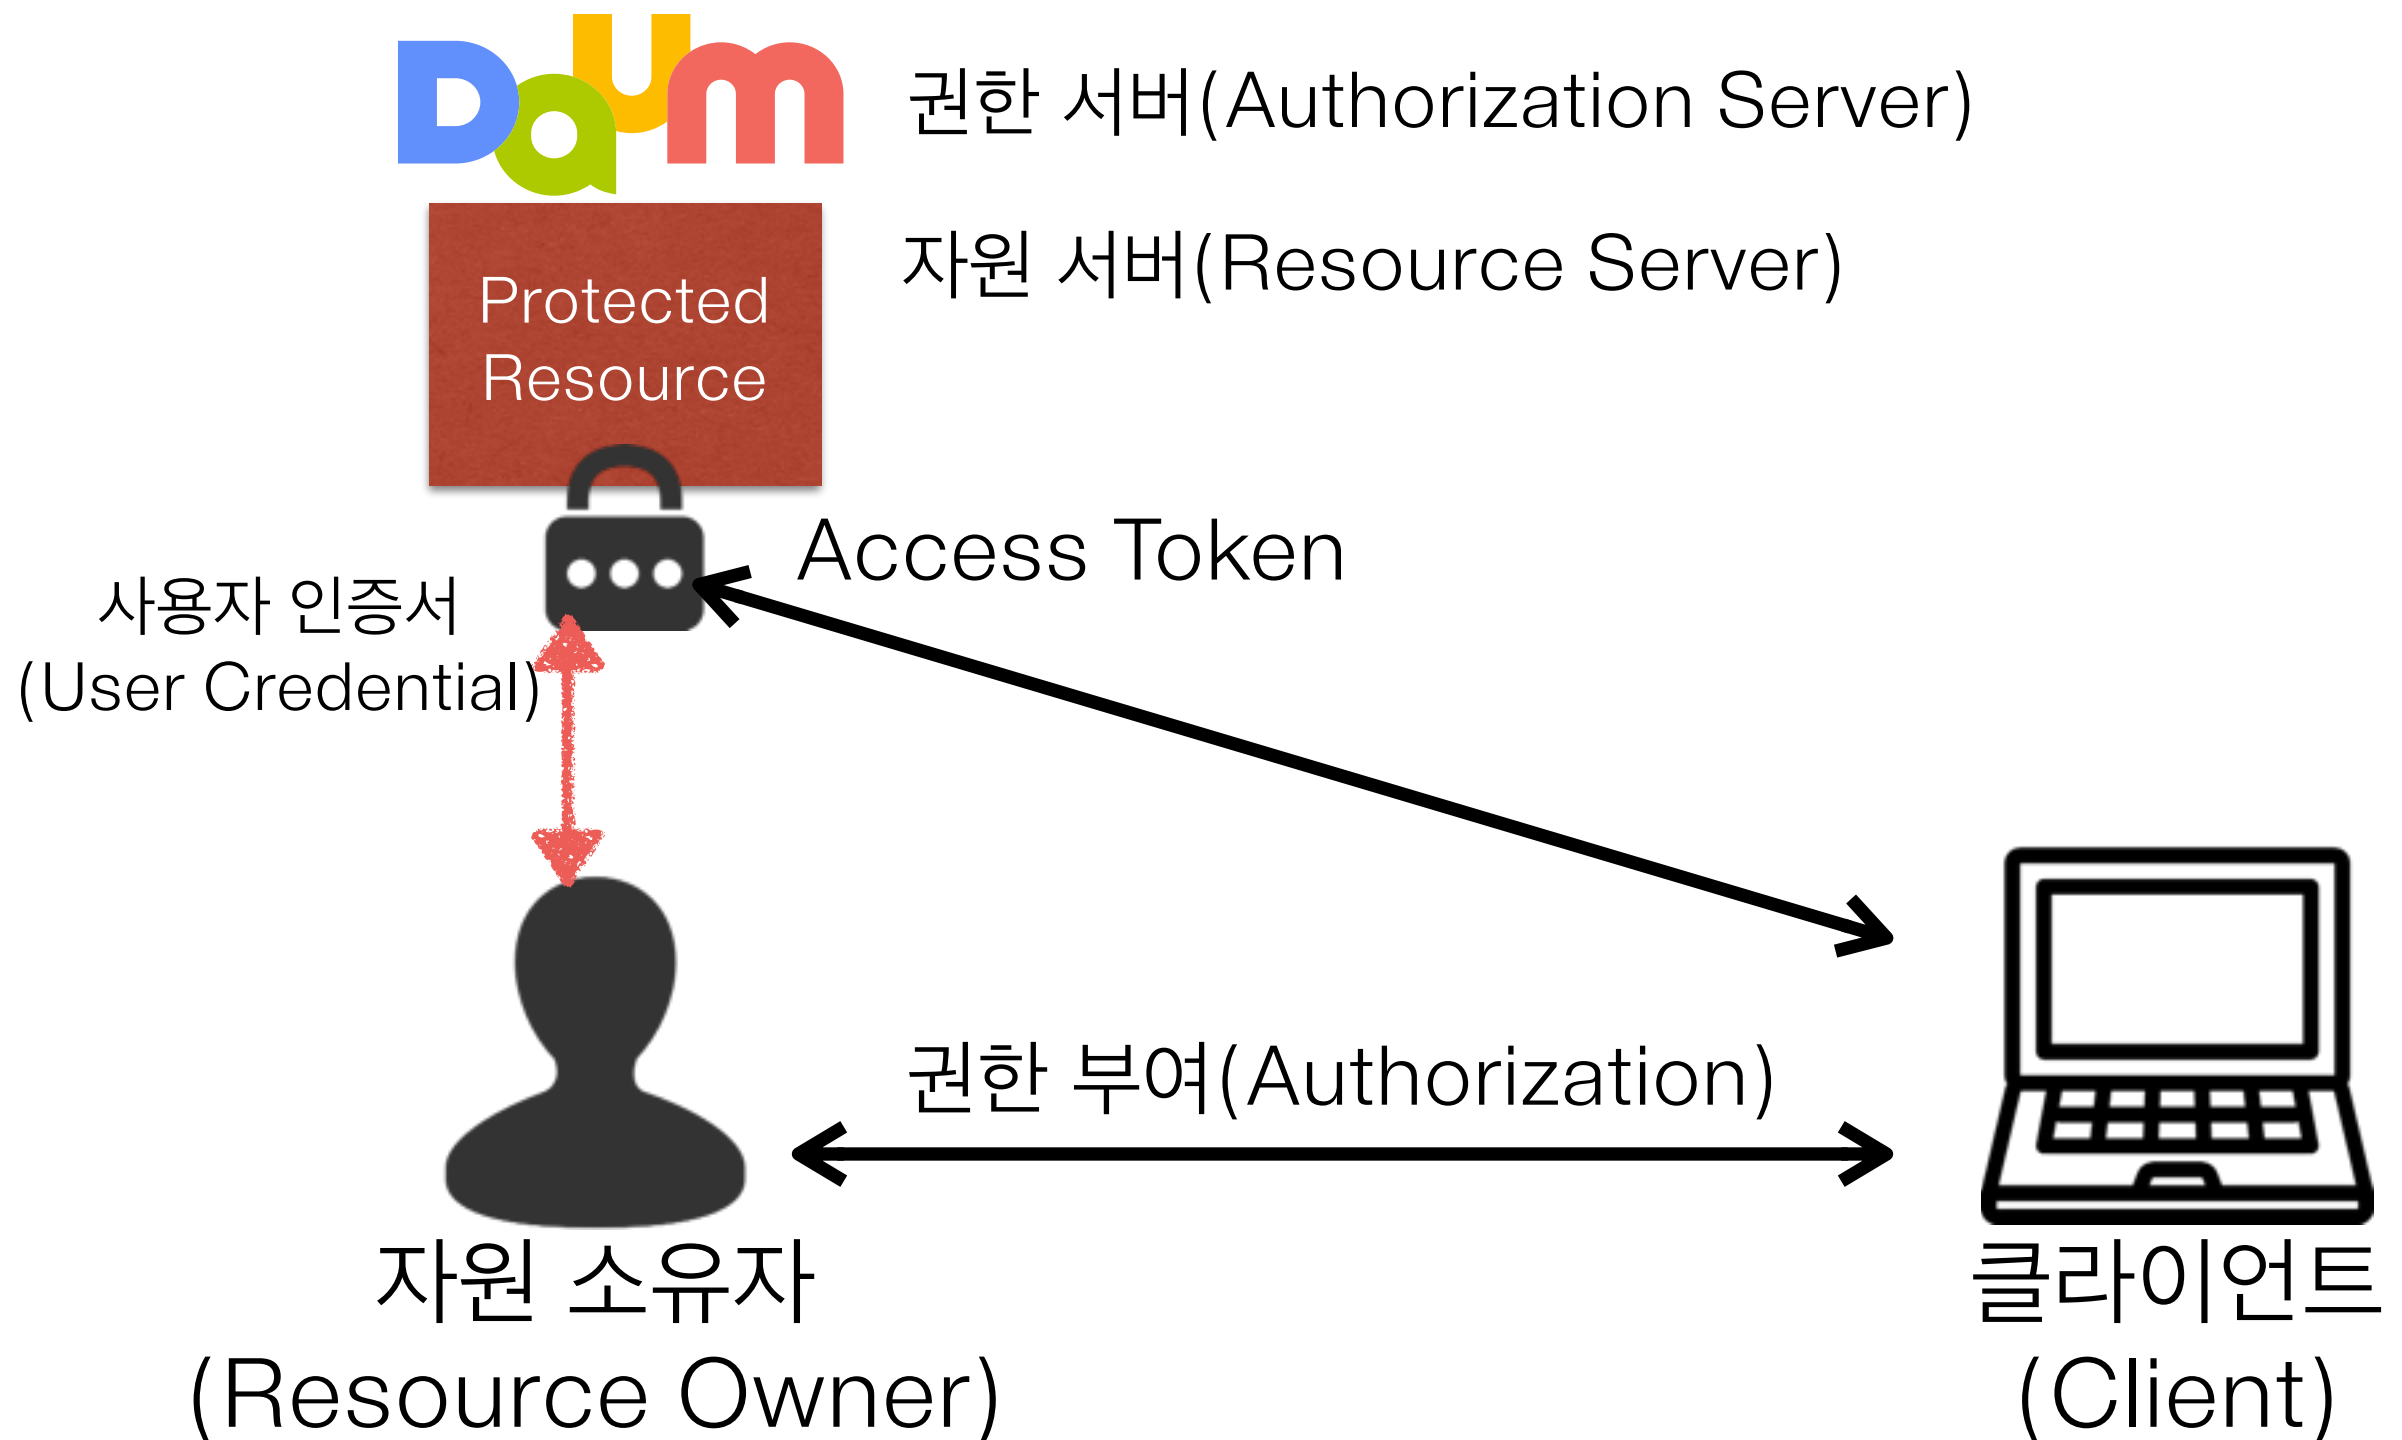 Daum
권한 서버(Authorization Server)
자원 서버(Resource Server)
Protected
Resource
Access Token
사용자 인증서
(User Credential)
권한 부여(Authorization)
자원 소유자
(Resource Owner)
클라이언트
(Client)